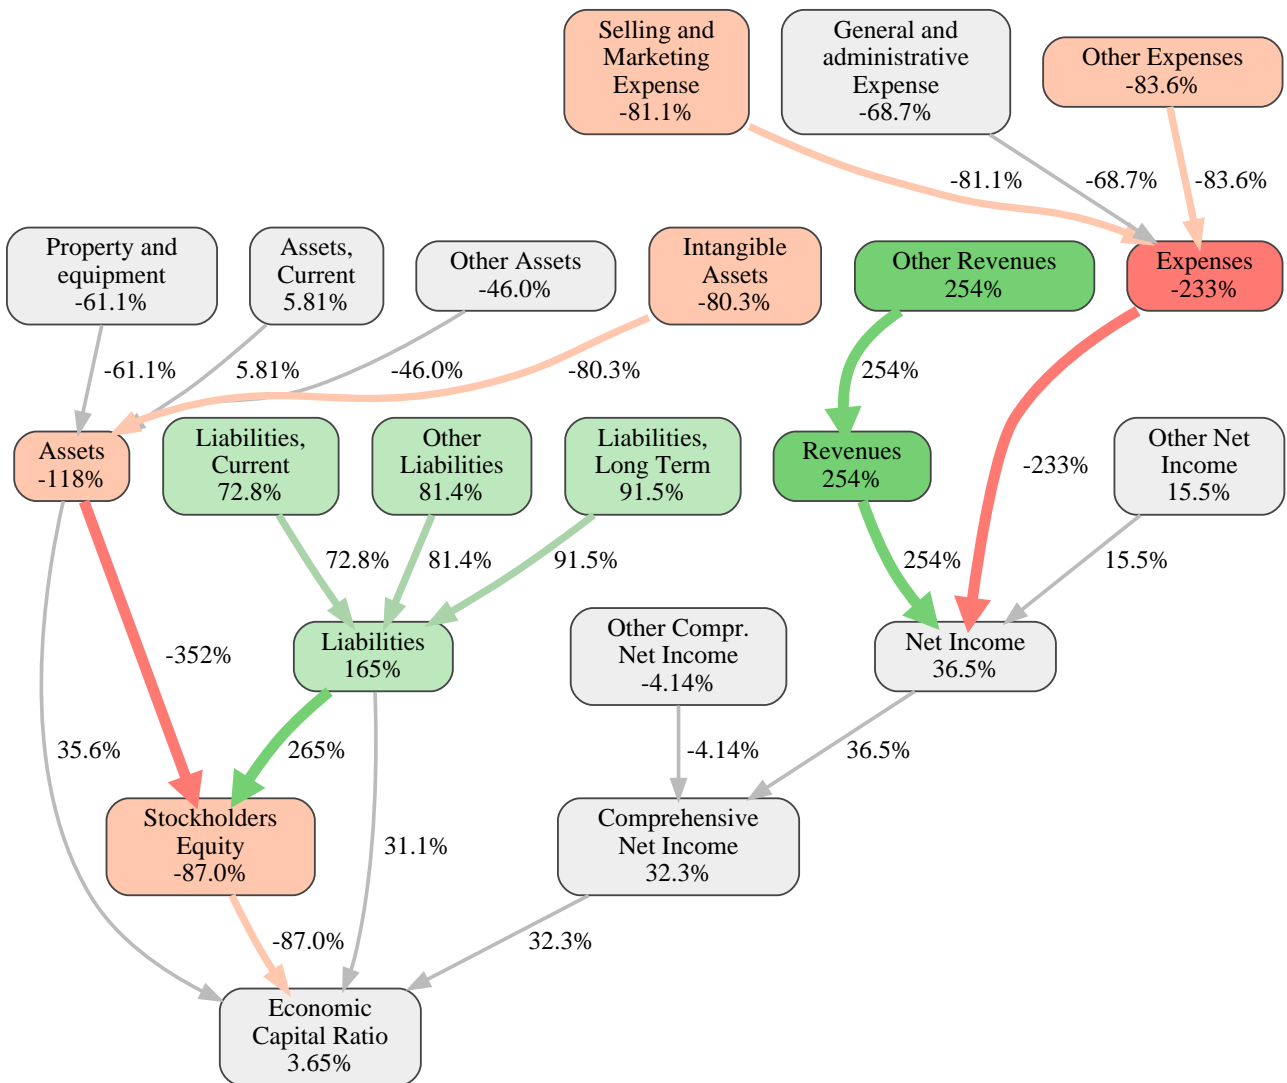 Selling and
Marketing
Expense
-81.1%
General and
administrative
Expense
-68.7%
Other Expenses
-83.6%
-81.1%
-68.7%
-83.6%
Property and
equipment
-61.1%
Assets,
Current
5.81%
Other Assets
-46.0%
Intangible
Assets
-80.3%
Other Revenues
254%
Expenses
-233%
-61.1%
5.81%
-46.0%
-80.3%
254%
Assets
-118%
Liabilities,
Current
72.8%
Other
Liabilities
81.4%
Liabilities,
Long Term
91.5%
Revenues
254%
-233%
Other Net
Income
15.5%
72.8%
81.4%
91.5%
254%
15.5%
-352%
Liabilities
165%
Other Compr.
Net Income
-4.14%
Net Income
36.5%
35.6%
265%
-4.14%
36.5%
Stockholders
Equity
-87.0%
31.1%
Comprehensive
Net Income
32.3%
-87.0%
32.3%
Economic
Capital Ratio
3.65%